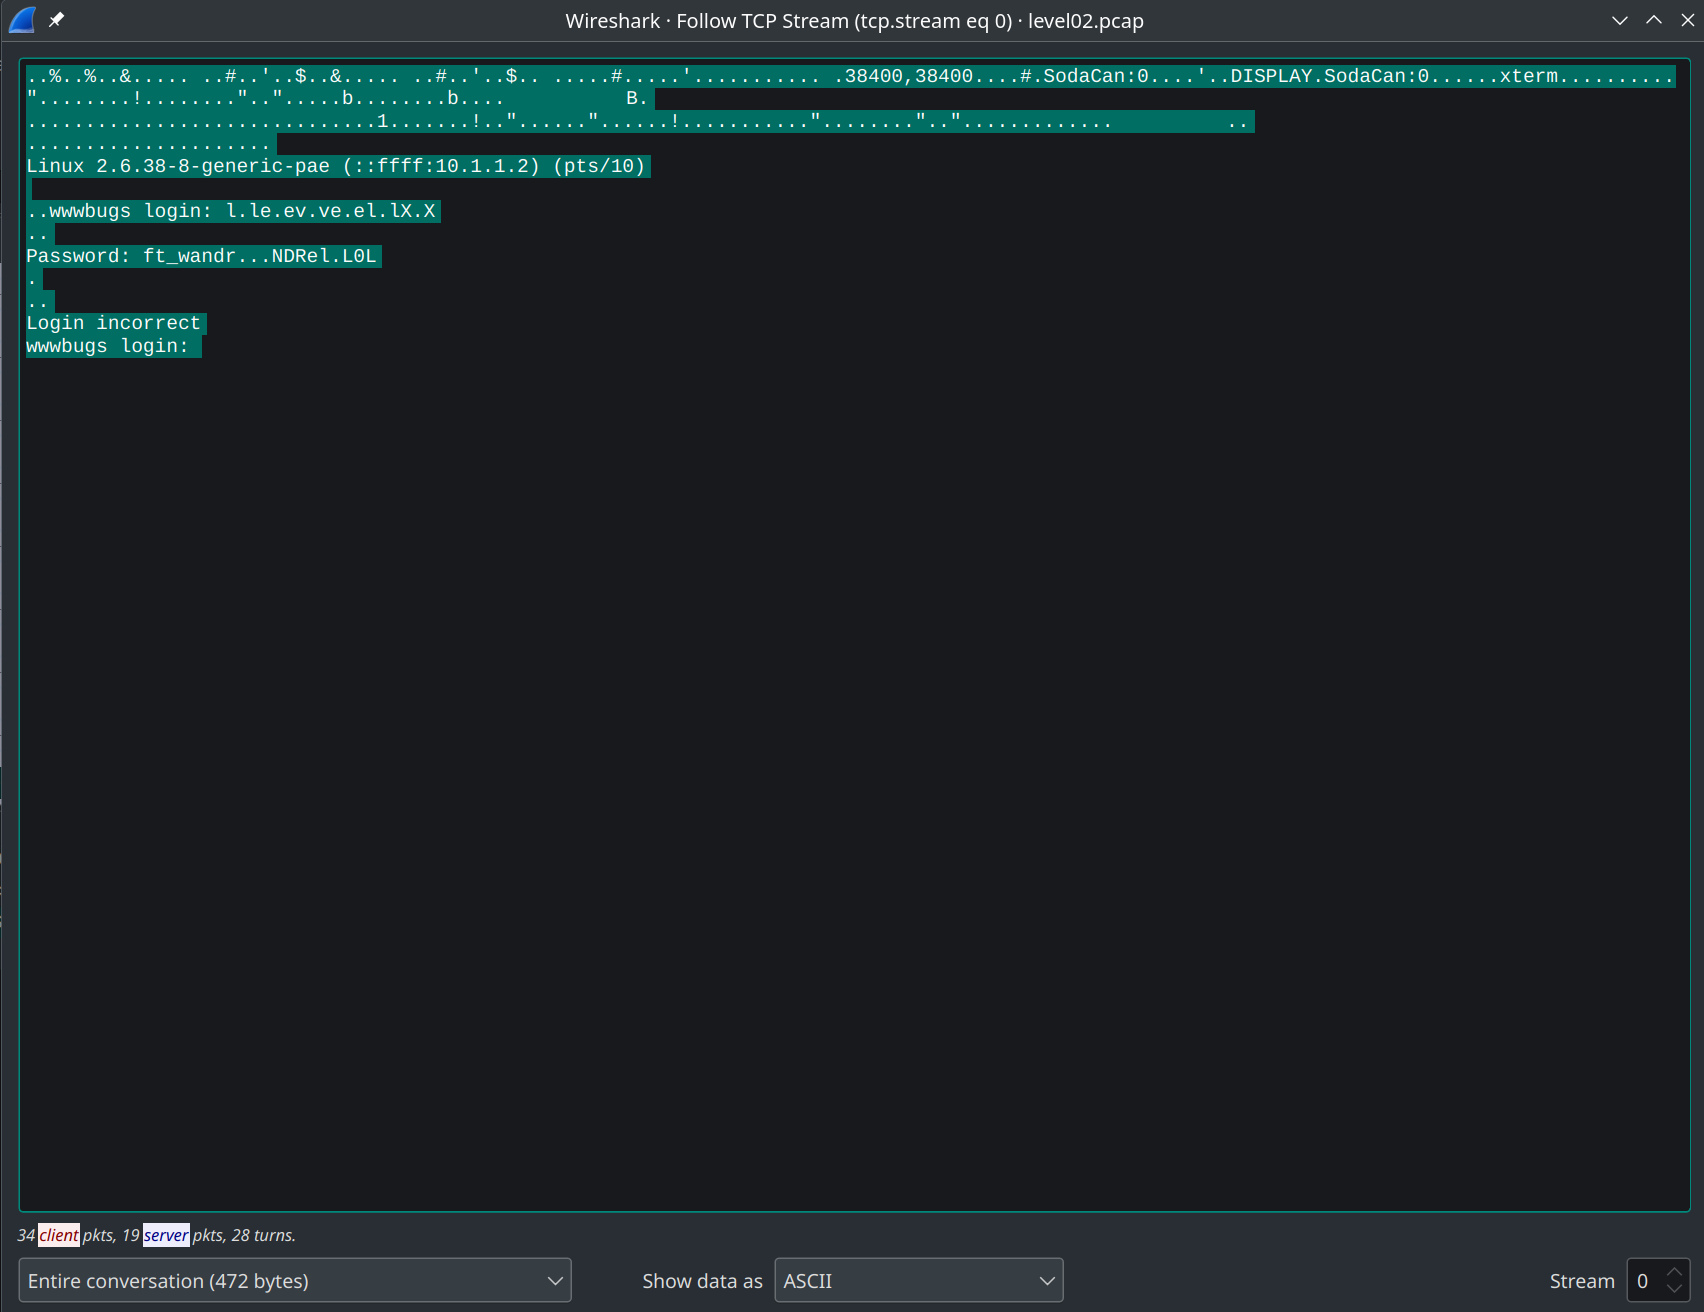 Wireshark · Follow TCP Stream (tcp.stream eq 0) · level02.pcap
..%..%..&..... ..#..'..$..&..... ..#..'..$.. .....#.....'........... .38400,38400....#.SodaCan:0....'..DISPLAY.SodaCan:0......xterm..........
"........!........"..".....b........b.... B.
..............................1.......!.."......"......!..........."........"..".............	..
.....................
Linux 2.6.38-8-generic-pae (::ffff:10.1.1.2) (pts/10)
..wwwbugs login: l.le.ev.ve.el.lX.X
..
Password: ft_wandr...NDRel.L0L
.
..
Login incorrect
wwwbugs login:
34 client pkts, 19 server pkts, 28 turns.
Entire conversation (472 bytes) Show data as ASCII Stream 0